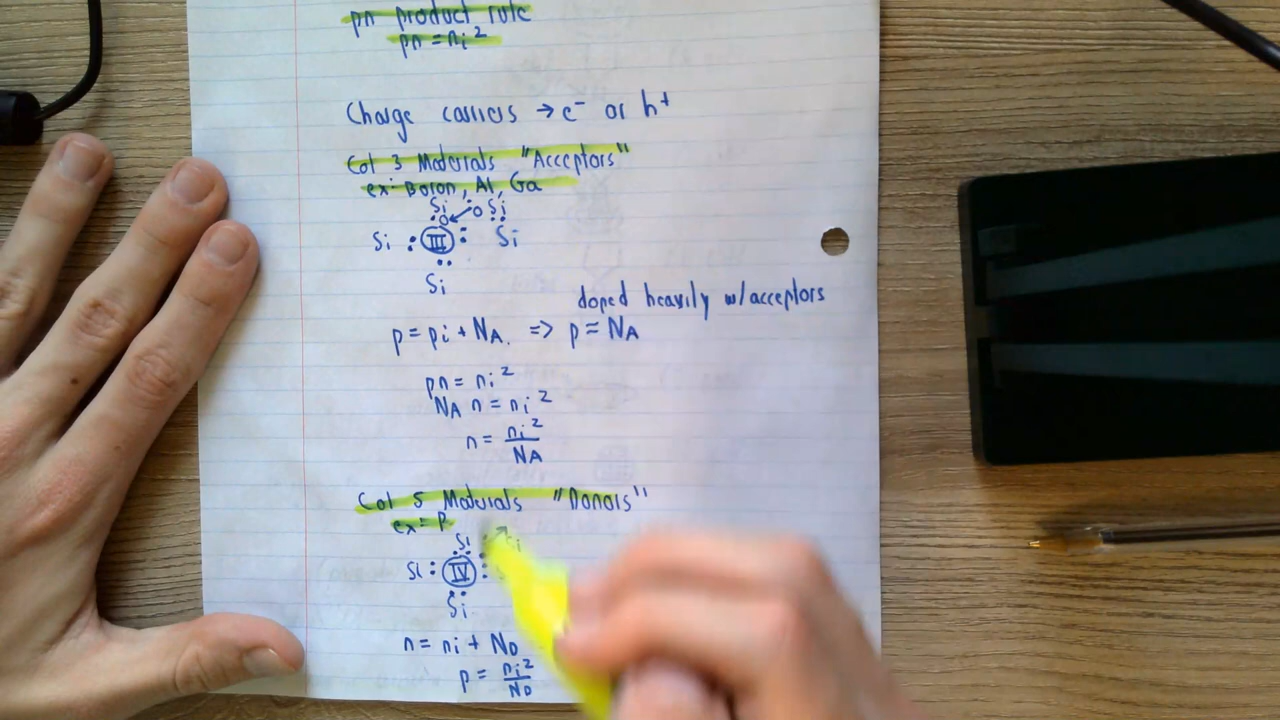 pn product rule
pn = ni²
Charge carriers → e⁻ or h⁺
Col 3 Materials "Acceptors"
ex: Boron, Al, Ga
Si Si
Si III Si
Si
doped heavily w/acceptors
p = pi + NA. => p ≈ NA
pn = ni²
NA n = ni²
n = ni²/NA
Col 5 Materials "Donors"
ex: P
Si
Si IV
Si
n = ni + ND
p = ni²/ND